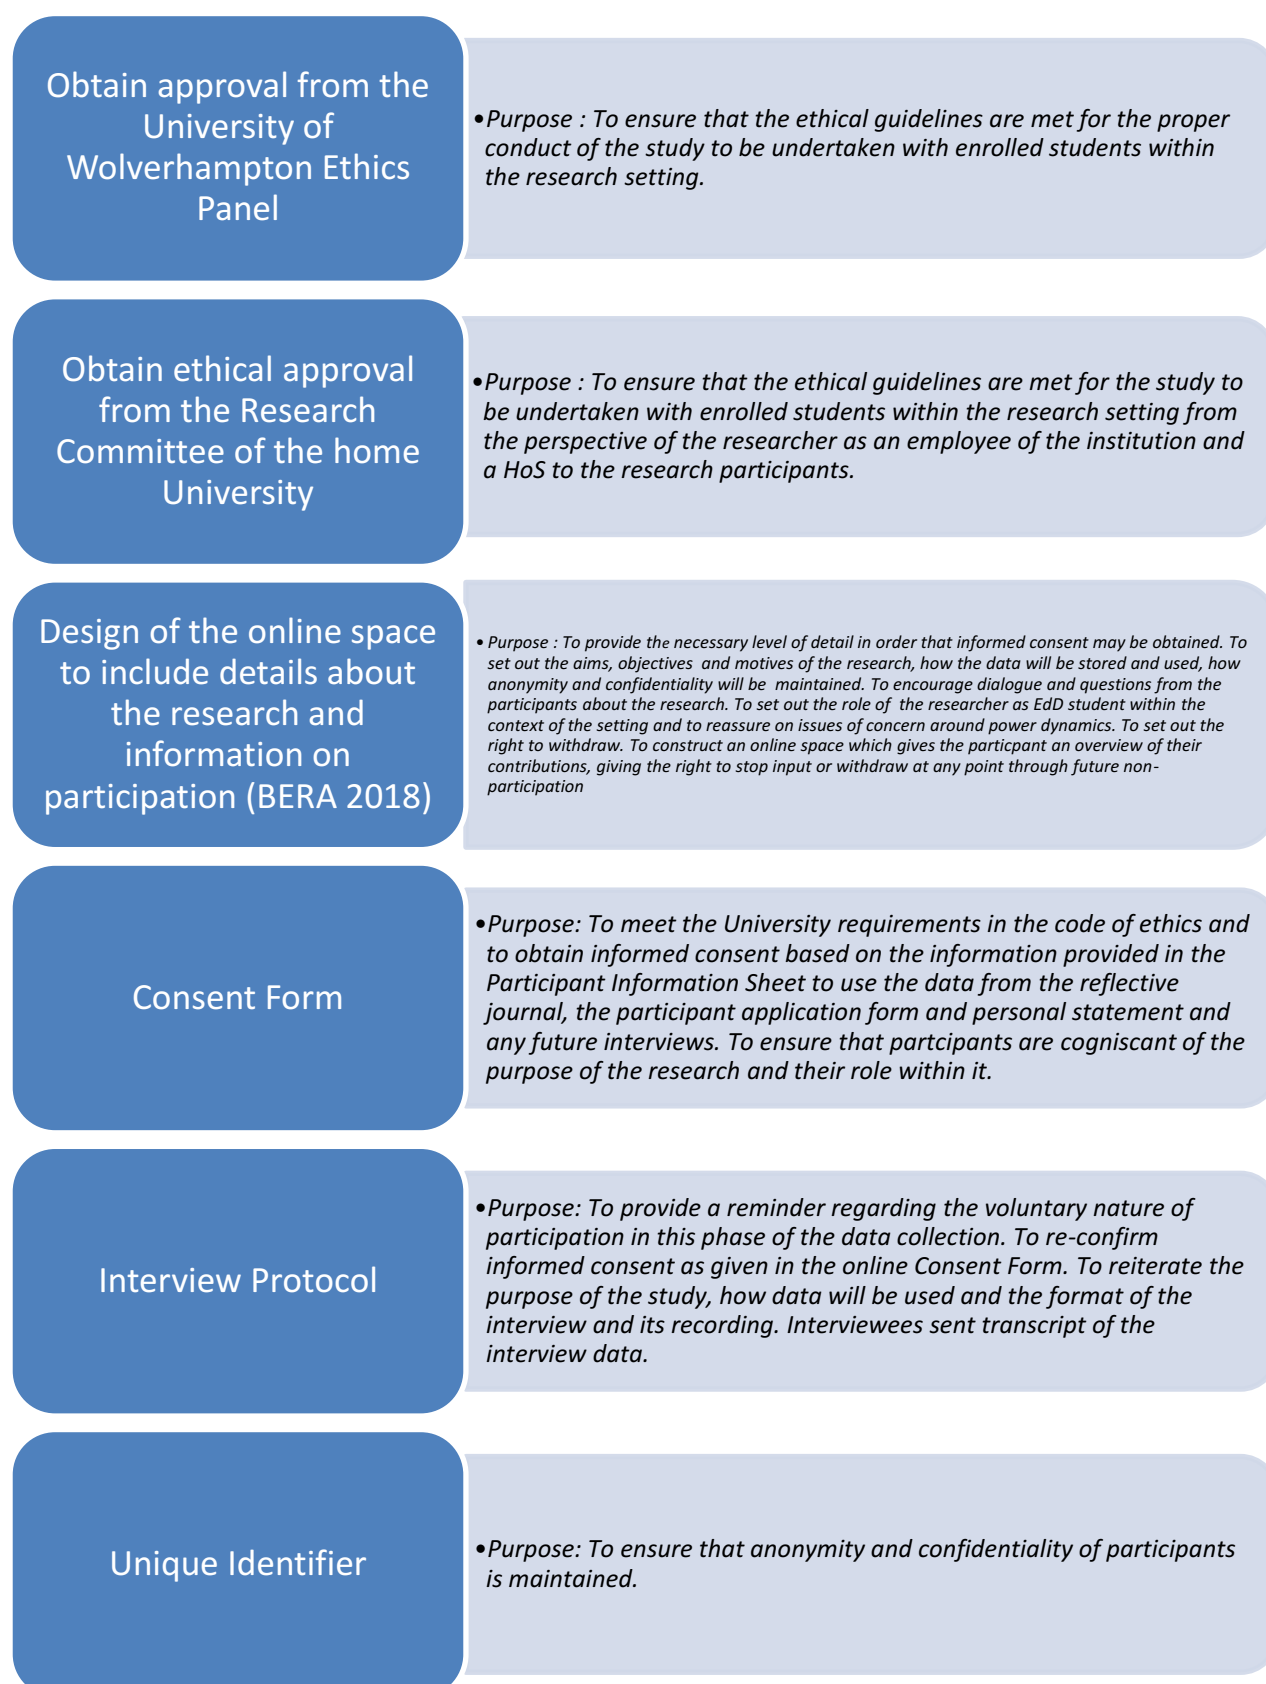 Obtain approval from the
University of
Wolverhampton Ethics
Panel
•Purpose : To ensure that the ethical guidelines are met for the proper
conduct of the study to be undertaken with enrolled students within
the research setting.
Obtain ethical approval
from the Research
Committee of the home
University
•Purpose : To ensure that the ethical guidelines are met for the study to
be undertaken with enrolled students within the research setting from
the perspective of the researcher as an employee of the institution and
a HoS to the research participants.
Design of the online space
to include details about
the research and
information on
participation (BERA 2018)
• Purpose : To provide the necessary level of detail in order that informed consent may be obtained. To
set out the aims, objectives and motives of the research, how the data will be stored and used, how
anonymity and confidentiality will be maintained. To encourage dialogue and questions from the
participants about the research. To set out the role of the researcher as EdD student within the
context of the setting and to reassure on issues of concern around power dynamics. To set out the
right to withdraw. To construct an online space which gives the particpant an overview of their
contributions, giving the right to stop input or withdraw at any point through future non-
participation
Consent Form
•Purpose: To meet the University requirements in the code of ethics and
to obtain informed consent based on the information provided in the
Participant Information Sheet to use the data from the reflective
journal, the participant application form and personal statement and
any future interviews. To ensure that partcipants are cogniscant of the
purpose of the research and their role within it.
Interview Protocol
•Purpose: To provide a reminder regarding the voluntary nature of
participation in this phase of the data collection. To re-confirm
informed consent as given in the online Consent Form. To reiterate the
purpose of the study, how data will be used and the format of the
interview and its recording. Interviewees sent transcript of the
interview data.
Unique Identifier
•Purpose: To ensure that anonymity and confidentiality of participants
is maintained.